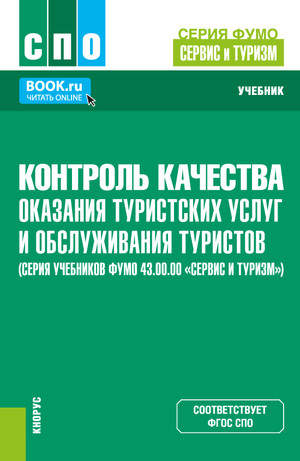 СПО
СЕРИЯ ФУМО
СЕРВИС и ТУРИЗМ
BOOK.ru
ЧИТАТЬ ONLINE
УЧЕБНИК
КОНТРОЛЬ КАЧЕСТВА
ОКАЗАНИЯ ТУРИСТСКИХ УСЛУГ
И ОБСЛУЖИВАНИЯ ТУРИСТОВ
(СЕРИЯ УЧЕБНИКОВ ФУМО 43.00.00 «СЕРВИС И ТУРИЗМ»)
СООТВЕТСТВУЕТ
ФГОС СПО
КНОРУС